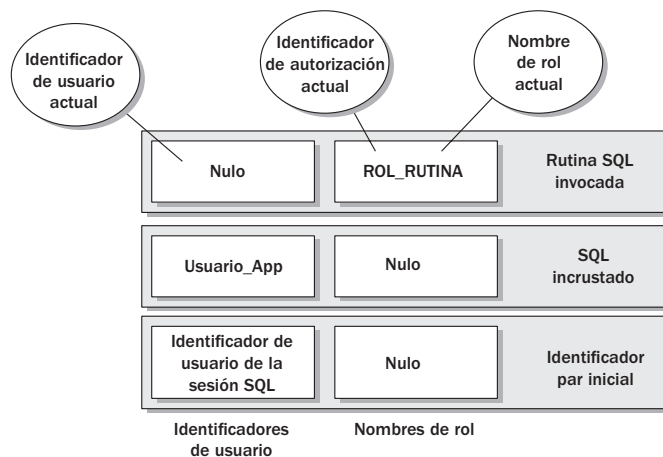 Identificador
de usuario
actual
Identificador
de autorización
actual
Nombre
de rol
actual
Nulo
ROL_RUTINA
Rutina SQL
invocada
Usuario_App
Nulo
SQL
incrustado
Identificador de
usuario de la
sesión SQL
Nulo
Identificador
par inicial
Identificadores
de usuario
Nombres de rol